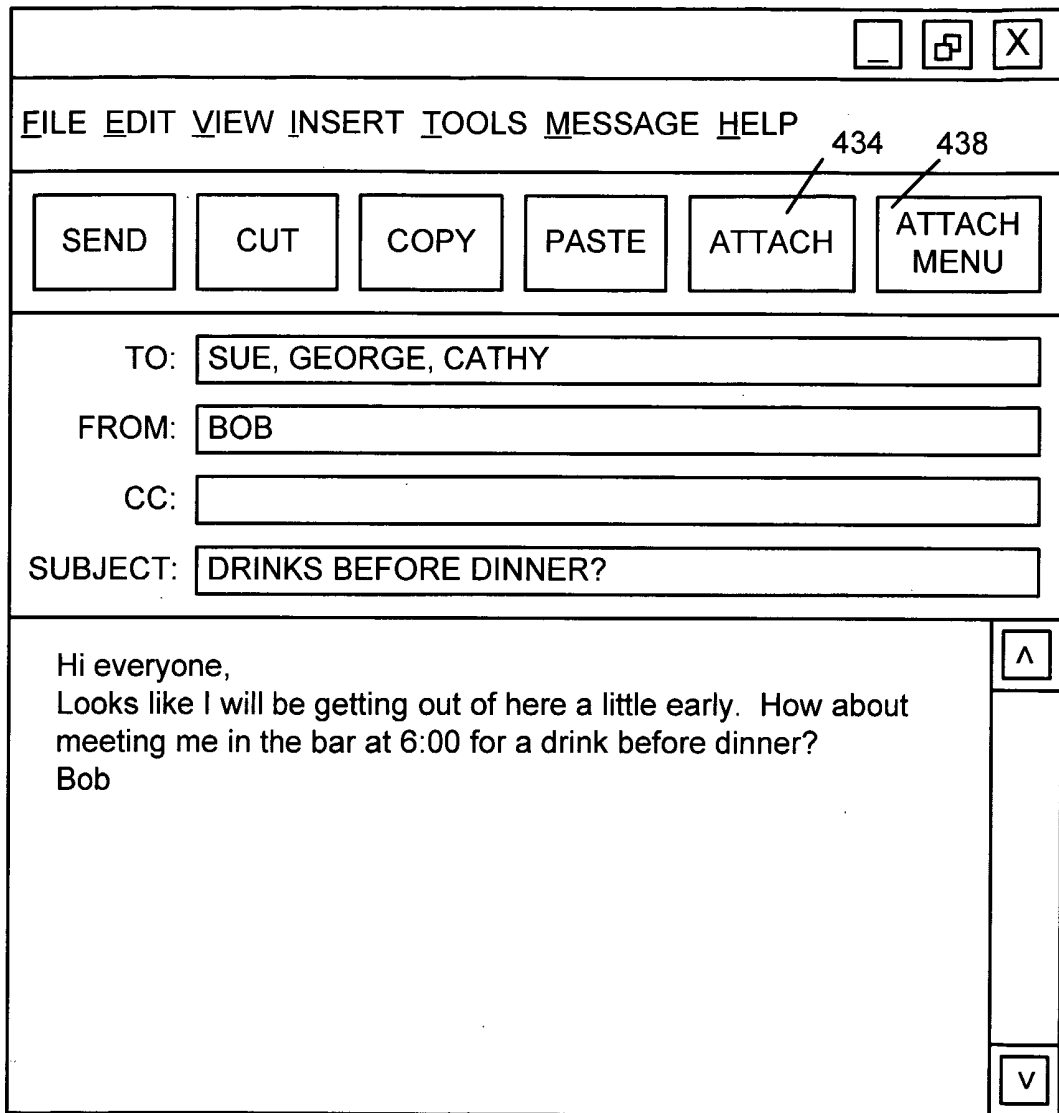 _ X
FILE EDIT VIEW INSERT TOOLS MESSAGE HELP
434 438
SEND CUT COPY PASTE ATTACH ATTACH MENU
TO: SUE, GEORGE, CATHY
FROM: BOB
CC:
SUBJECT: DRINKS BEFORE DINNER?
Hi everyone,
Looks like I will be getting out of here a little early.  How about
meeting me in the bar at 6:00 for a drink before dinner?
Bob